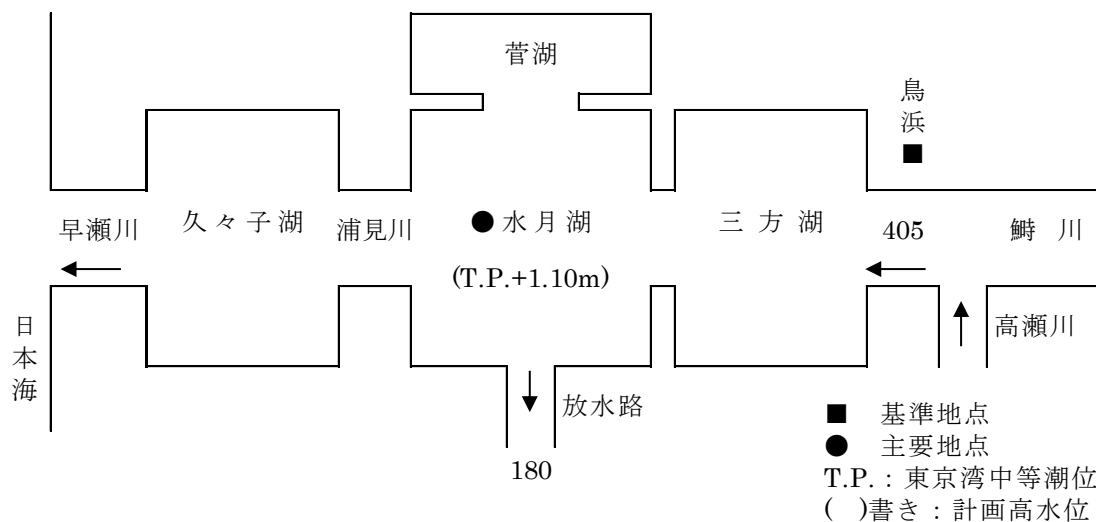 菅湖
鳥浜
■
早瀬川
久々子湖
浦見川
●水月湖
三方湖
405
鰣川
(T.P.+1.10m)
日本海
高瀬川
放水路
180
■ 基準地点
● 主要地点
T.P.:東京湾中等潮位
( )書き:計画高水位